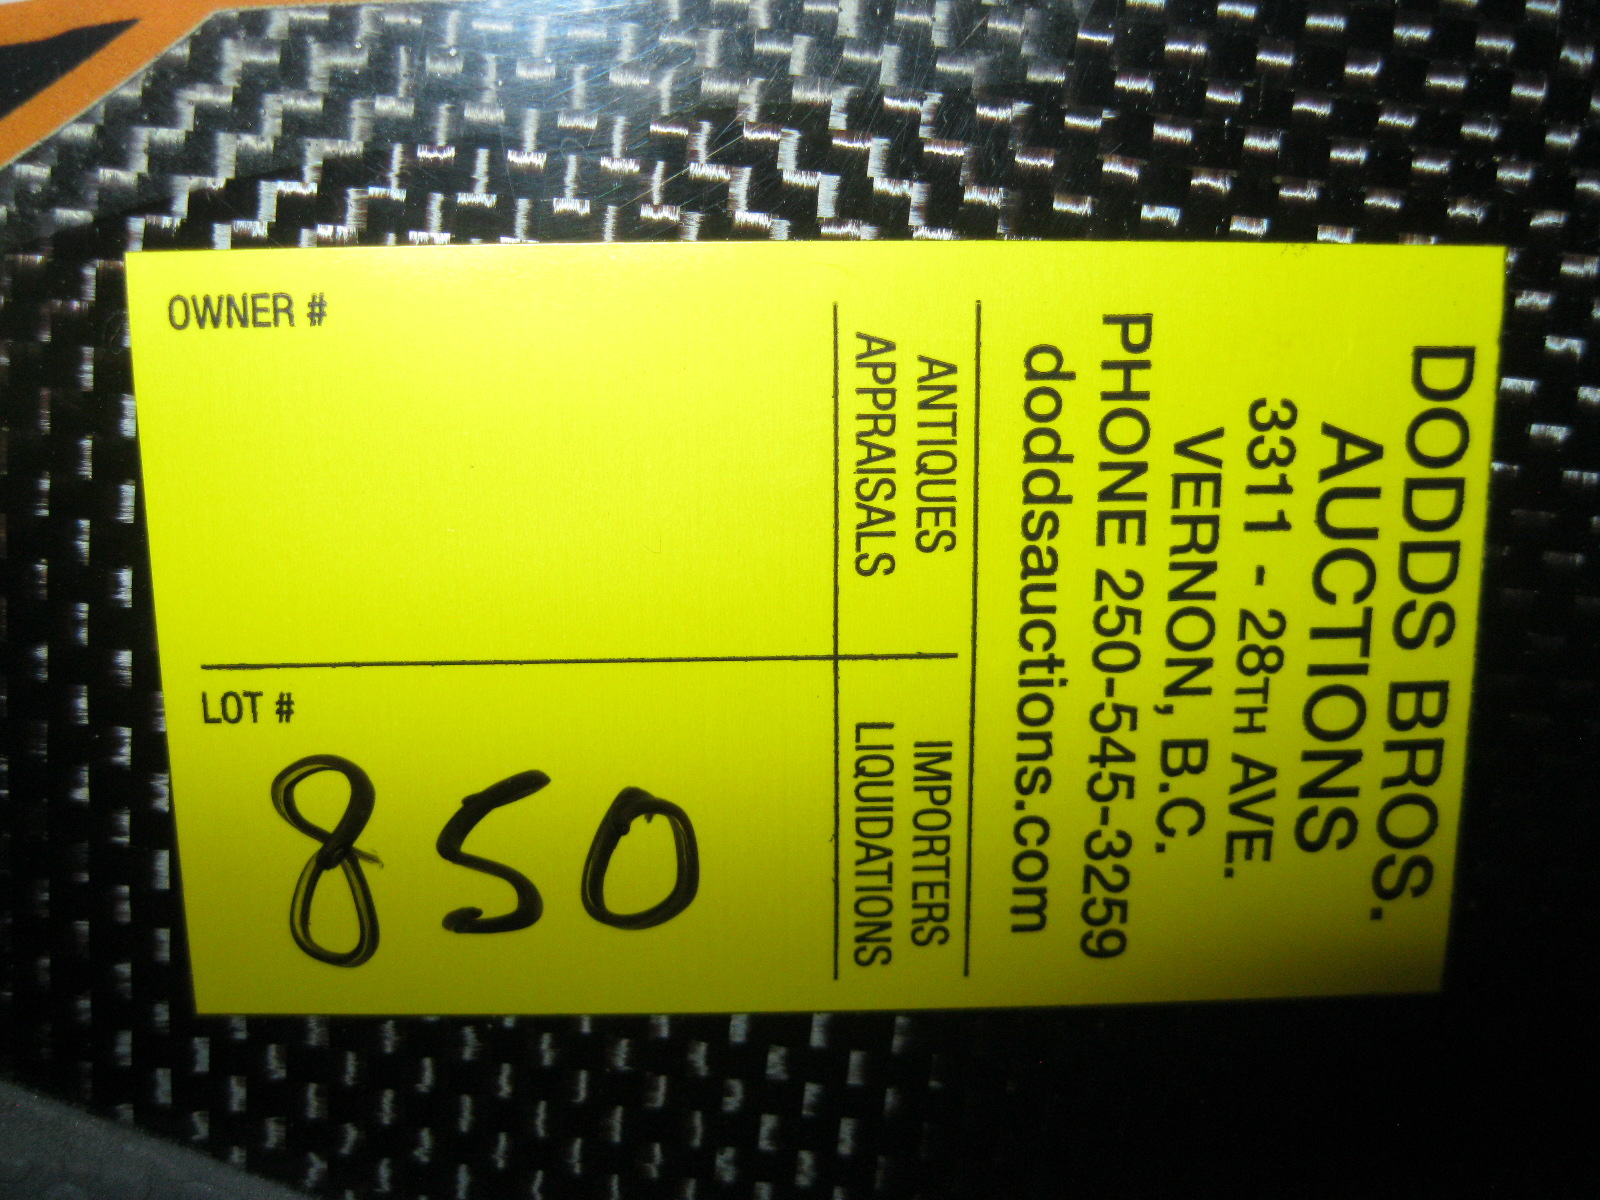 DODDS BROS.
AUCTIONS
3311 - 28TH AVE.
VERNON, B.C.
PHONE 250-545-3259
doddsauctions.com
ANTIQUES
APPRAISALS
IMPORTERS
LIQUIDATIONS
OWNER #
LOT #
850